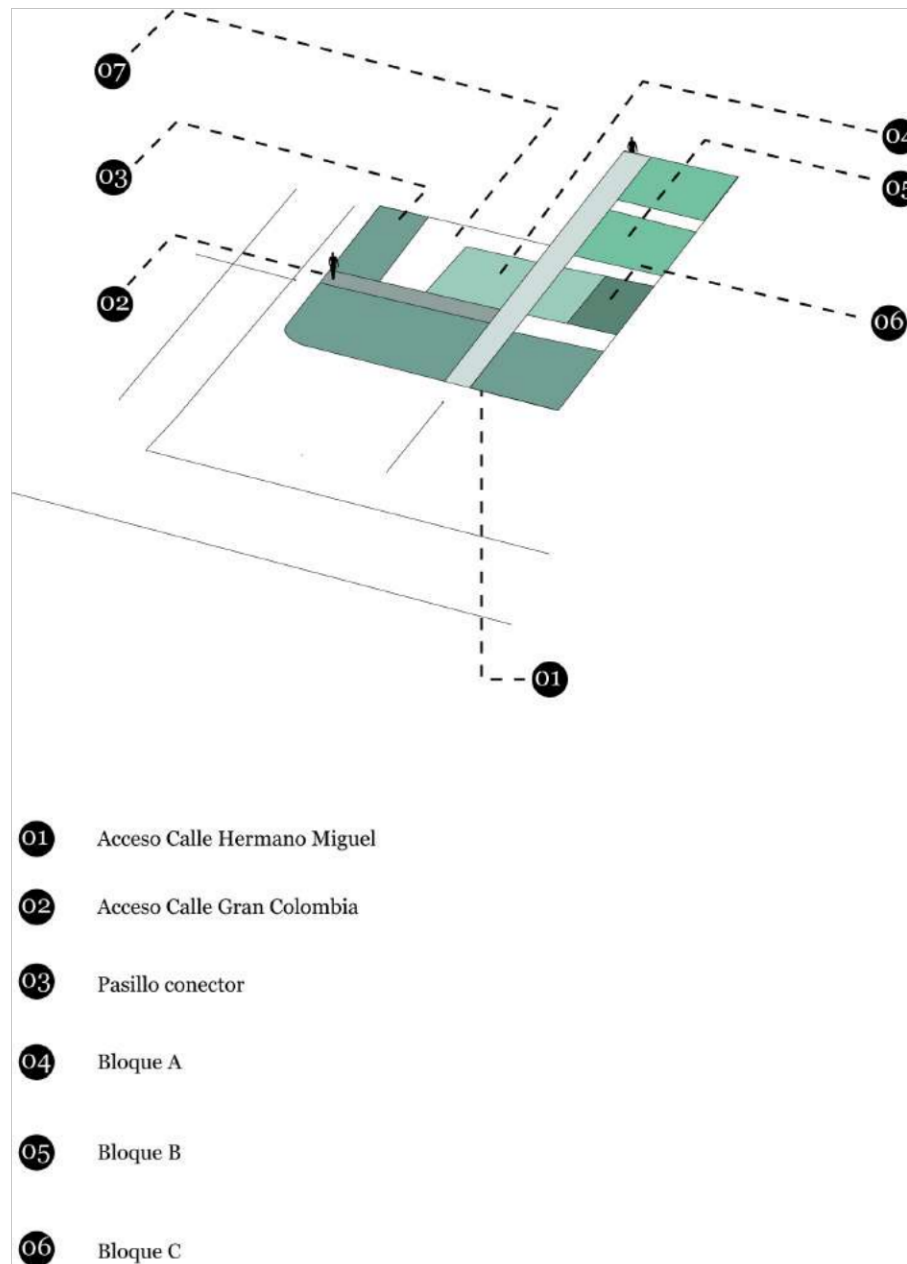 07
04
03
05
02
06
01
01 Acceso Calle Hermano Miguel
02 Acceso Calle Gran Colombia
03 Pasillo conector
04 Bloque A
05 Bloque B
06 Bloque C